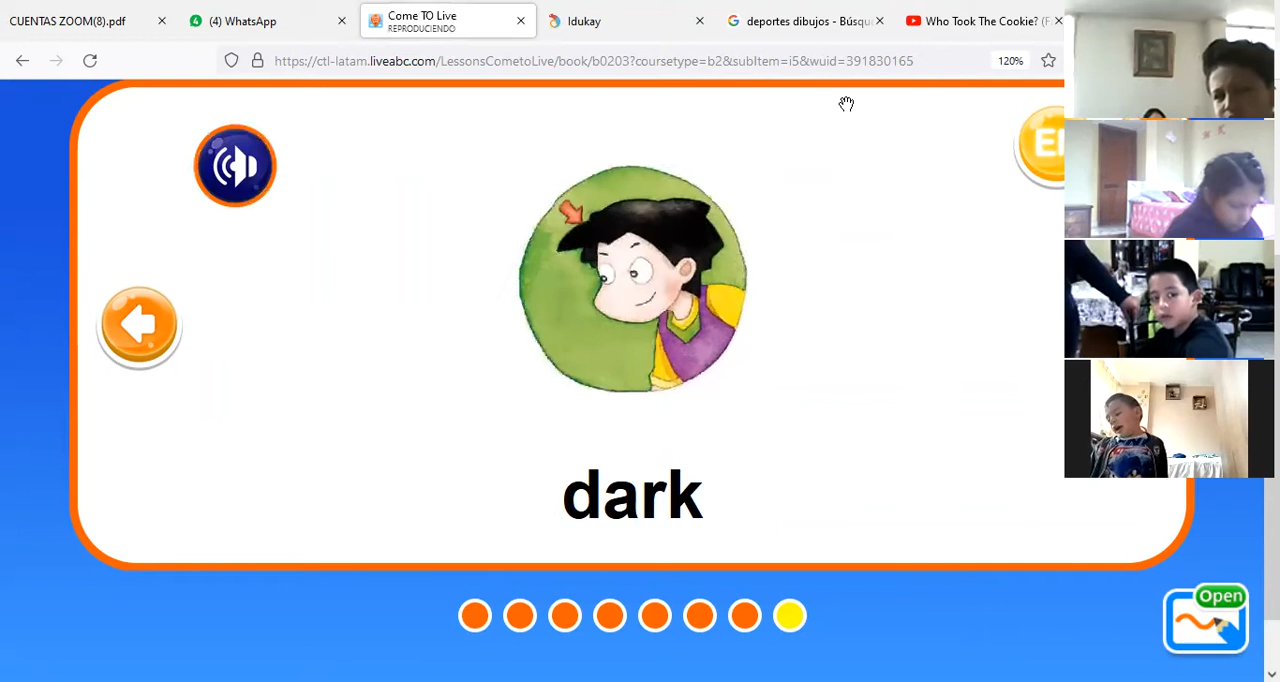 CUENTAS ZOOM(8).pdf
(4) WhatsApp
Come TO Live
REPRODUCIENDO
Idukay
deportes dibujos - Búsqu
Who Took The Cookie? (F
https://ctl-latam.liveabc.com/LessonsCometoLive/book/b0203?coursetype=b2&subItem=i5&wuid=391830165
120%
dark
Open